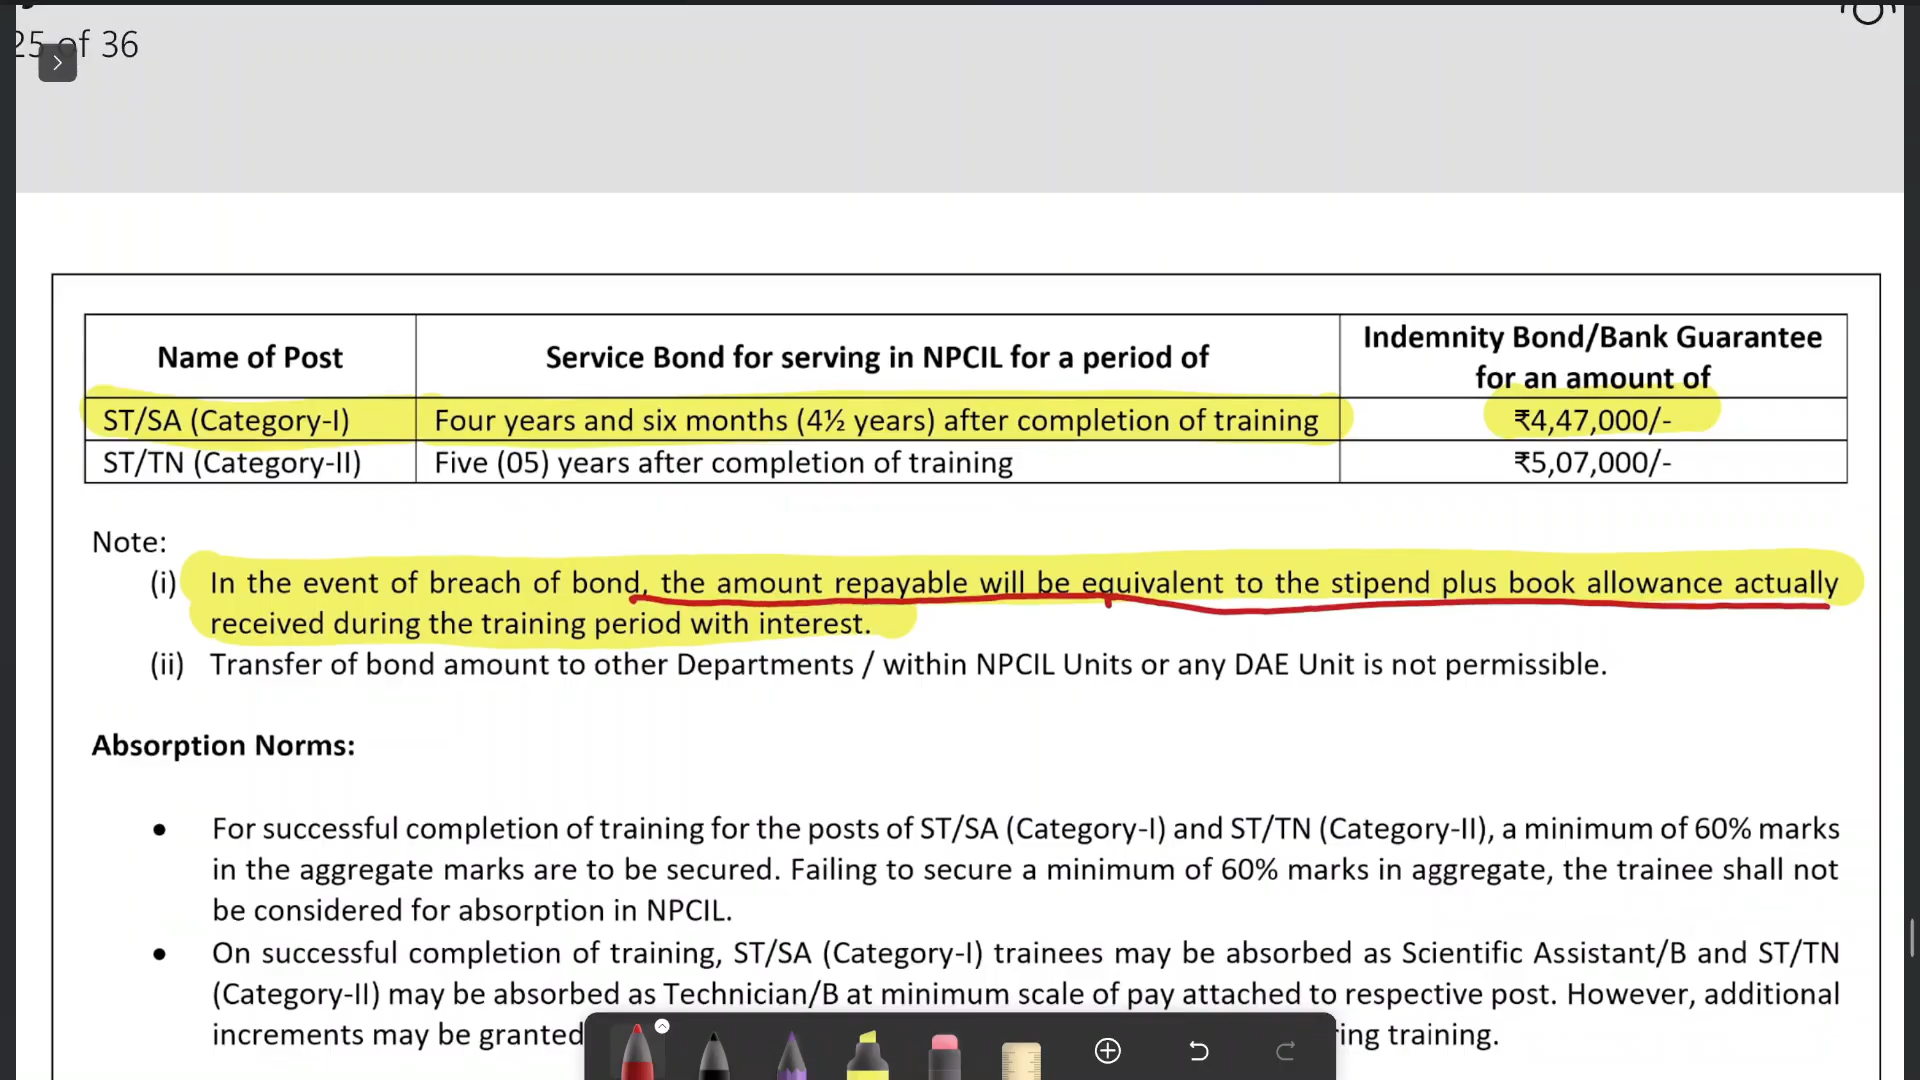 25 of 36
Name of Post
Service Bond for serving in NPCIL for a period of
Indemnity Bond/Bank Guarantee
for an amount of
ST/SA (Category-I)
Four years and six months (4½ years) after completion of training
₹4,47,000/-
ST/TN (Category-II)
Five (05) years after completion of training
₹5,07,000/-
Note:
(i) In the event of breach of bond, the amount repayable will be equivalent to the stipend plus book allowance actually
received during the training period with interest.
(ii) Transfer of bond amount to other Departments / within NPCIL Units or any DAE Unit is not permissible.
Absorption Norms:
• For successful completion of training for the posts of ST/SA (Category-I) and ST/TN (Category-II), a minimum of 60% marks
in the aggregate marks are to be secured. Failing to secure a minimum of 60% marks in aggregate, the trainee shall not
be considered for absorption in NPCIL.
• On successful completion of training, ST/SA (Category-I) trainees may be absorbed as Scientific Assistant/B and ST/TN
(Category-II) may be absorbed as Technician/B at minimum scale of pay attached to respective post. However, additional
increments may be granted ring training.